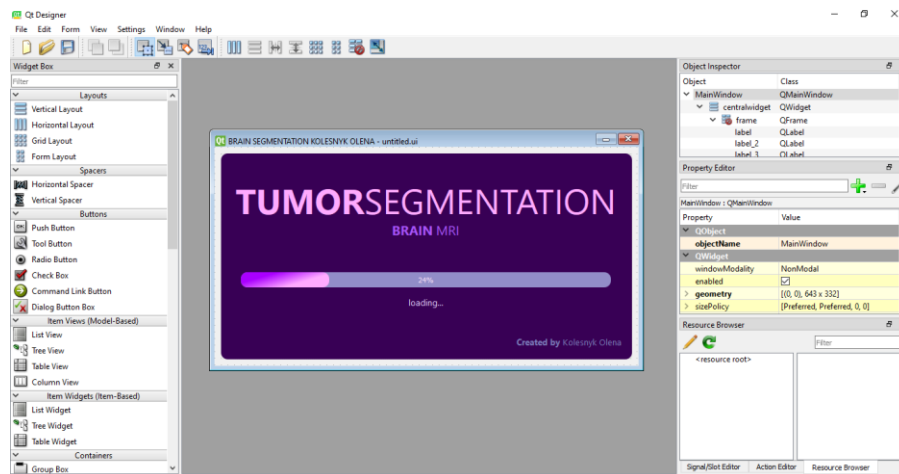 Qt Designer
File Edit Form View Settings Window Help
Widget Box
Filter
Layouts
Vertical Layout
Horizontal Layout
Grid Layout
Form Layout
Spacers
Horizontal Spacer
Vertical Spacer
Buttons
Push Button
Tool Button
Radio Button
Check Box
Command Link Button
Dialog Button Box
Item Views (Model-Based)
List View
Tree View
Table View
Column View
Item Widgets (Item-Based)
List Widget
Tree Widget
Table Widget
Containers
Group Box
BRAIN SEGMENTATION KOLESNYK OLENA - untitled.ui
TUMORSEGMENTATION
BRAIN MRI
24%
loading...
Created by Kolesnyk Olena
Object Inspector
Object Class
MainWindow QMainWindow
centralwidget QWidget
frame QFrame
label QLabel
label_2 QLabel
label_3 QLabel
Property Editor
Filter
MainWindow : QMainWindow
Property Value
QObject
objectName MainWindow
QWidget
windowModality NonModal
enabled
geometry [(0, 0), 643 x 332]
sizePolicy [Preferred, Preferred, 0, 0]
Resource Browser
Filter
<resource root>
Signal/Slot Editor Action Editor Resource Browser